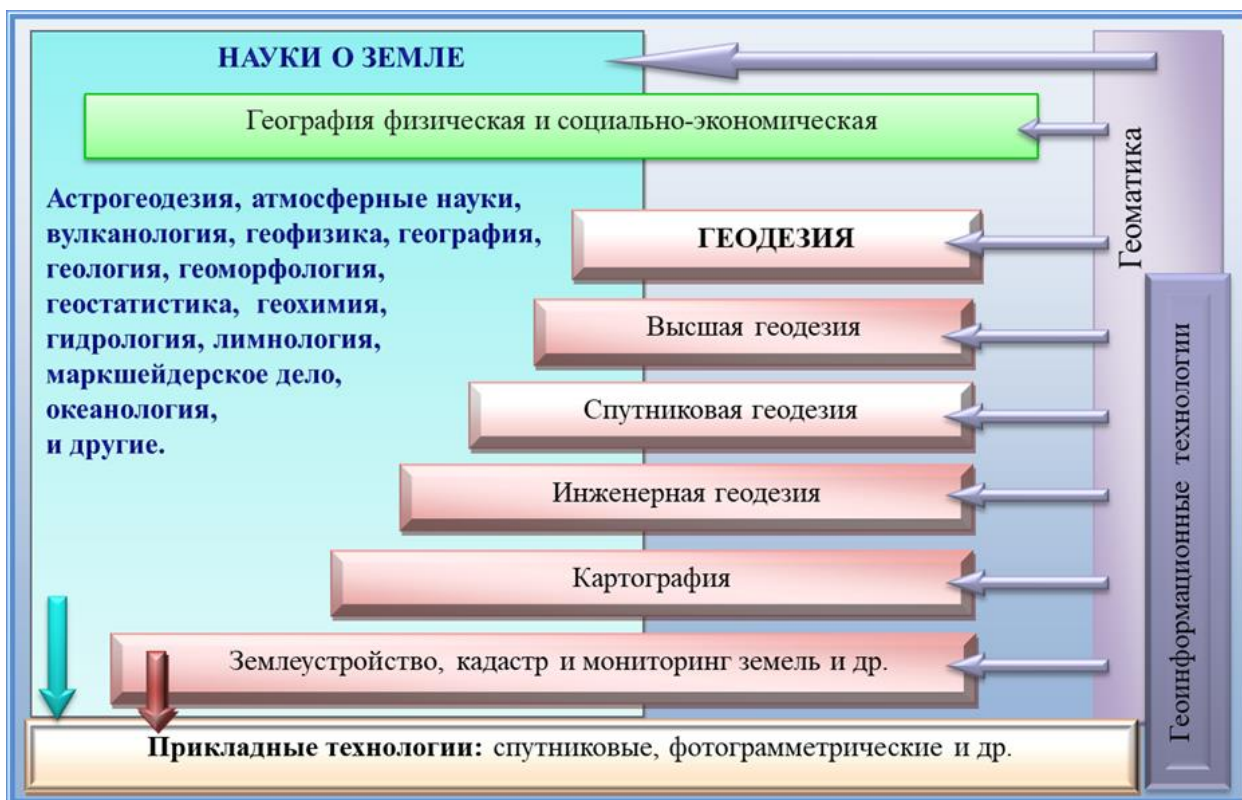 НАУКИ О ЗЕМЛЕ
География физическая и социально-экономическая
Астрогеодезия, атмосферные науки,
вулканология, геофизика, география,
геология, геоморфология,
геостатистика, геохимия,
гидрология, лимнология,
маркшейдерское дело,
океанология,
и другие.
ГЕОДЕЗИЯ
Высшая геодезия
Спутниковая геодезия
Инженерная геодезия
Картография
Землеустройство, кадастр и мониторинг земель и др.
Прикладные технологии: спутниковые, фотограмметрические и др.
Геоматика
Геоинформационные технологии